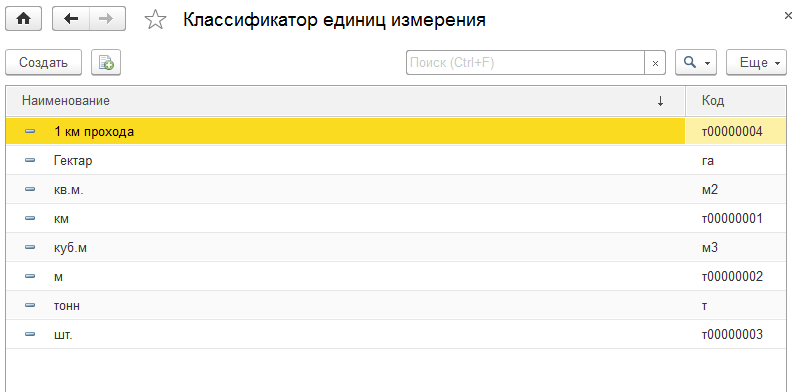 Классификатор единиц измерения
×
Создать
Поиск (Ctrl+F)
×
Еще
Наименование ↓ Код
1 км прохода т00000004
Гектар га
кв.м. м2
км т00000001
куб.м м3
м т00000002
тонн т
шт. т00000003